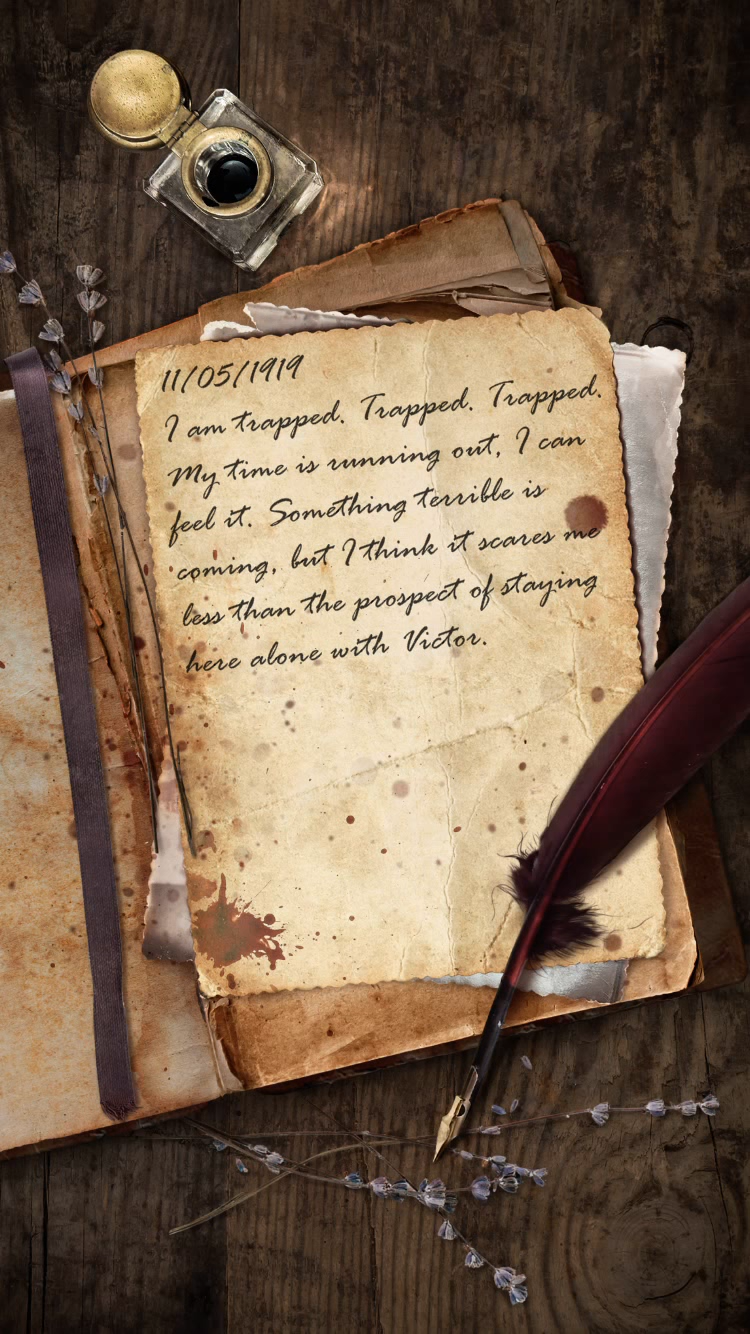 11/05/1919
I am trapped. Trapped. Trapped.
My time is running out, I can
feel it. Something terrible is
coming, but I think it scares me
less than the prospect of staying
here alone with Victor.